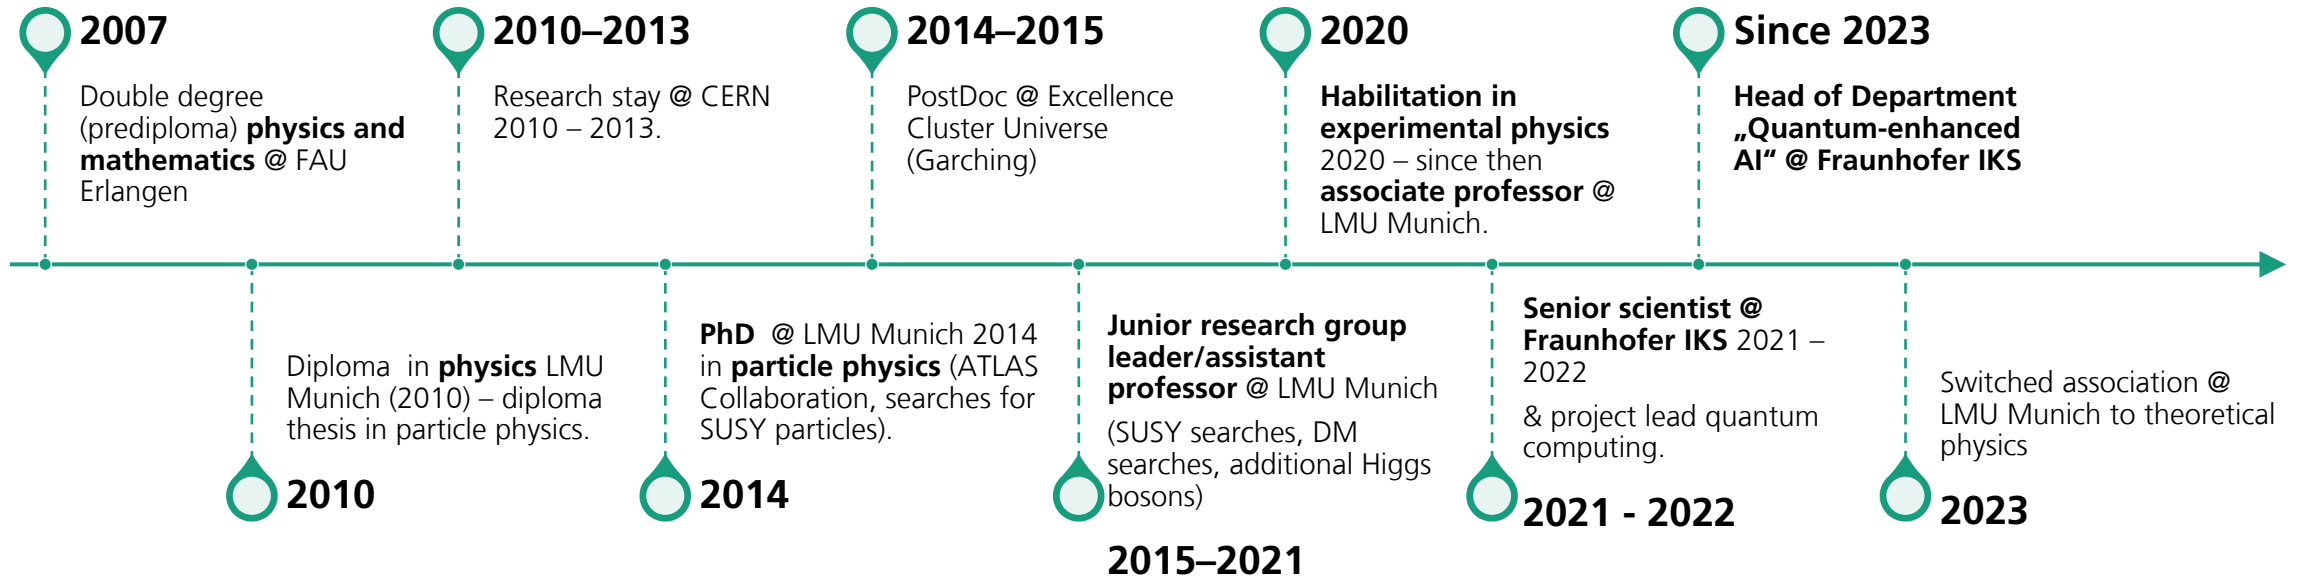 2007
Double degree
(prediploma) physics and
mathematics @ FAU
Erlangen
2010
Diploma in physics LMU
Munich (2010) – diploma
thesis in particle physics.
2010–2013
Research stay @ CERN
2010 – 2013.
2014
PhD @ LMU Munich 2014
in particle physics (ATLAS
Collaboration, searches for
SUSY particles).
2014–2015
PostDoc @ Excellence
Cluster Universe
(Garching)
2015–2021
Junior research group
leader/assistant
professor @ LMU Munich
(SUSY searches, DM
searches, additional Higgs
bosons)
2020
Habilitation in
experimental physics
2020 – since then
associate professor @
LMU Munich.
2021 - 2022
Senior scientist @
Fraunhofer IKS 2021 –
2022
& project lead quantum
computing.
Since 2023
Head of Department
„Quantum-enhanced
AI“ @ Fraunhofer IKS
2023
Switched association @
LMU Munich to theoretical
physics